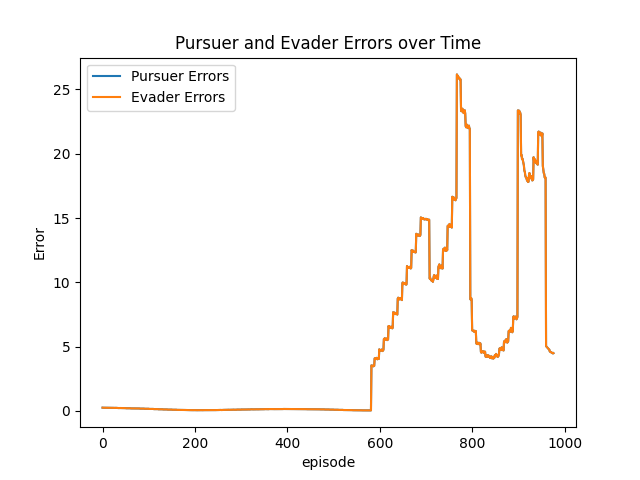 Pursuer and Evader Errors over Time
Pursuer Errors
Evader Errors
Error
25
20
15
10
5
0
0 200 400 600 800 1000
episode